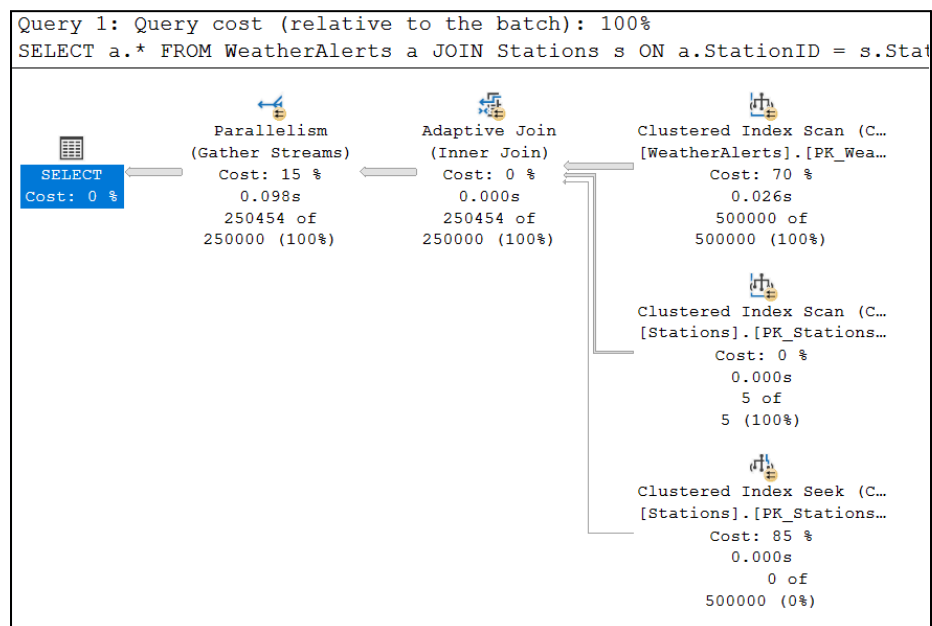 Query 1: Query cost (relative to the batch): 100%
SELECT a.* FROM WeatherAlerts a JOIN Stations s ON a.StationID = s.Stat
SELECT
Cost: 0 %
Parallelism
(Gather Streams)
Cost: 15 %
0.098s
250454 of
250000 (100%)
Adaptive Join
(Inner Join)
Cost: 0 %
0.000s
250454 of
250000 (100%)
Clustered Index Scan (C…
[WeatherAlerts].[PK_Wea…
Cost: 70 %
0.026s
500000 of
500000 (100%)
Clustered Index Scan (C…
[Stations].[PK_Stations…
Cost: 0 %
0.000s
5 of
5 (100%)
Clustered Index Seek (C…
[Stations].[PK_Stations…
Cost: 85 %
0.000s
0 of
500000 (0%)